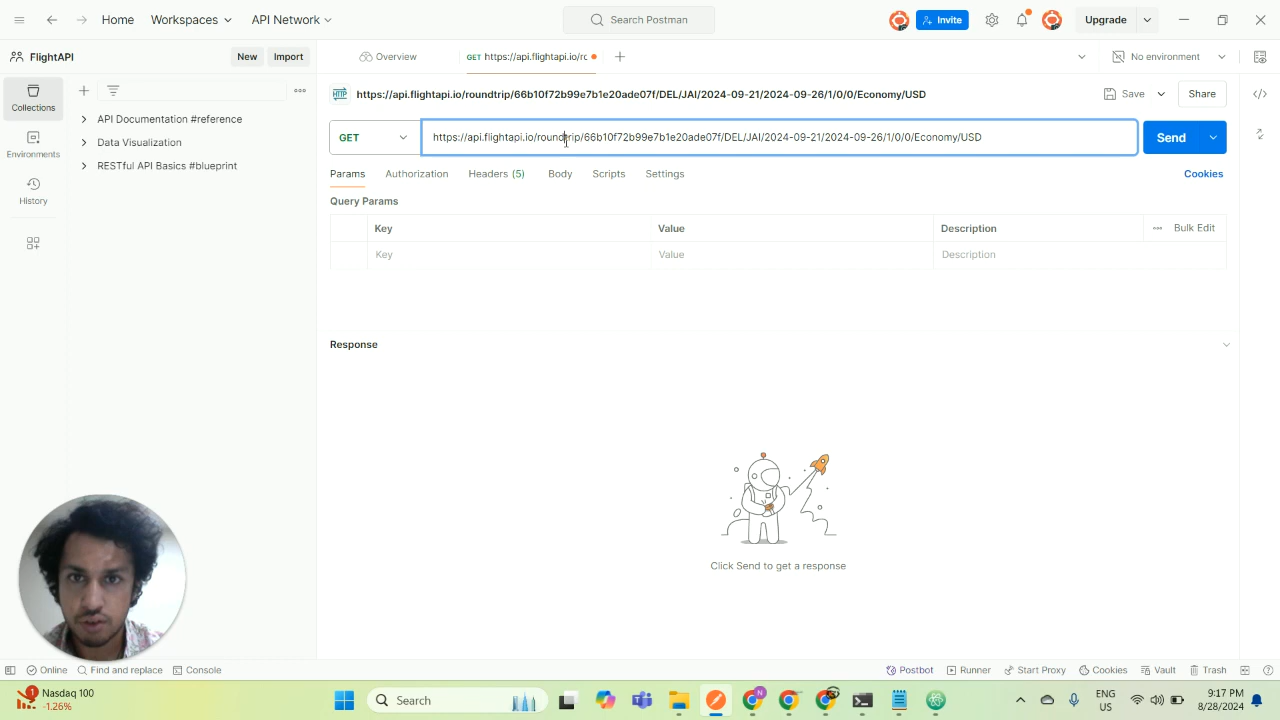 Home
Workspaces
API Network
Search Postman
Invite
Upgrade
FlightAPI
New
Import
Overview
GET https://api.flightapi.io/rc
No environment
Collections
Environments
History
API Documentation #reference
Data Visualization
RESTful API Basics #blueprint
HTTP
https://api.flightapi.io/roundtrip/66b10f72b99e7b1e20ade07f/DEL/JAI/2024-09-21/2024-09-26/1/0/0/Economy/USD
Save
Share
GET
https://api.flightapi.io/roundtrip/66b10f72b99e7b1e20ade07f/DEL/JAI/2024-09-21/2024-09-26/1/0/0/Economy/USD
Send
Params
Authorization
Headers (5)
Body
Scripts
Settings
Cookies
Query Params
Key
Value
Description
Bulk Edit
Key
Value
Description
Response
Click Send to get a response
Online
Find and replace
Console
Postbot
Runner
Start Proxy
Cookies
Vault
Trash
1
Nasdaq 100
-1.26%
Search
N
ENG
US
9:17 PM
8/28/2024